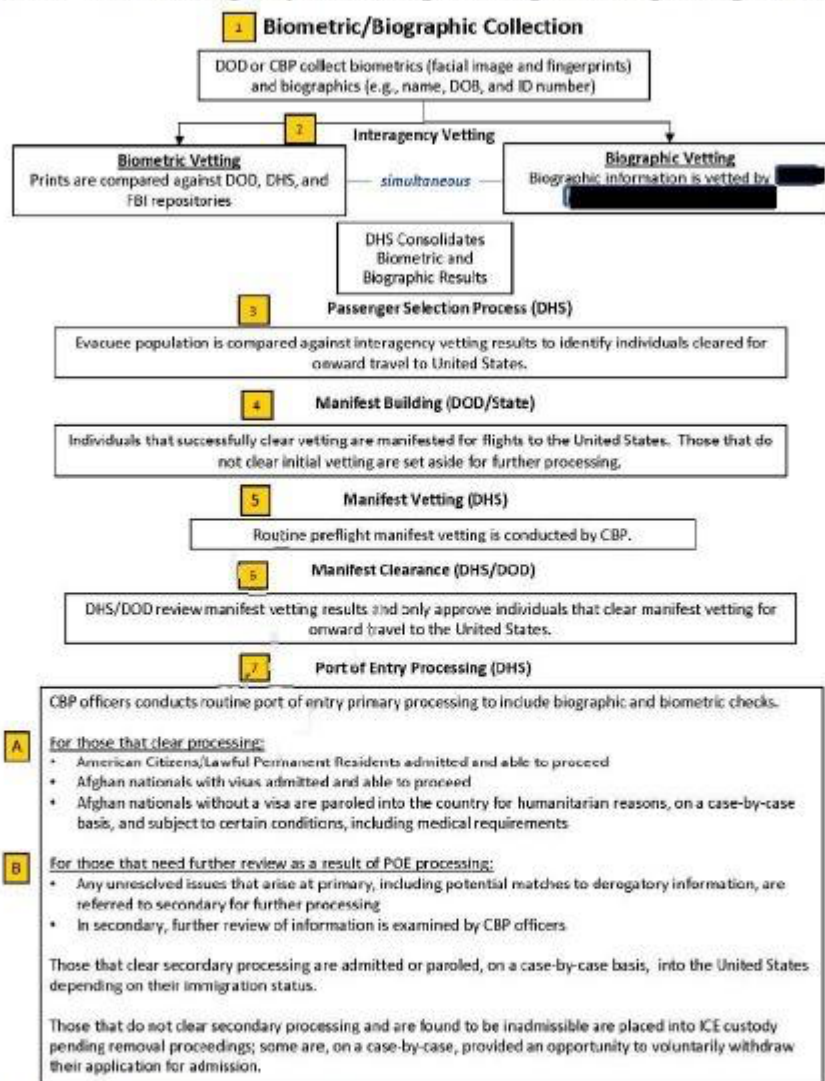 1 Biometric/Biographic Collection
DOD or CBP collect biometrics (facial image and fingerprints)
and biographics (e.g., name, DOB, and ID number)
2 Interagency Vetting
Biometric Vetting
Prints are compared against DOD, DHS, and
FBI repositories
simultaneous
Biographic Vetting
Biographic information is vetted by
DHS Consolidates
Biometric and
Biographic Results
3 Passenger Selection Process (DHS)
Evacuee population is compared against interagency vetting results to identify individuals cleared for
onward travel to United States.
4 Manifest Building (DOD/State)
Individuals that successfully clear vetting are manifested for flights to the United States. Those that do
not clear initial vetting are set aside for further processing.
5 Manifest Vetting (DHS)
Routine preflight manifest vetting is conducted by CBP.
6 Manifest Clearance (DHS/DOD)
DHS/DOD review manifest vetting results and only approve individuals that clear manifest vetting for
onward travel to the United States.
7 Port of Entry Processing (DHS)
CBP officers conducts routine port of entry primary processing to include biographic and biometric checks.
A For those that clear processing:
• American Citizens/Lawful Permanent Residents admitted and able to proceed
• Afghan nationals with visas admitted and able to proceed
• Afghan nationals without a visa are paroled into the country for humanitarian reasons, on a case-by-case
basis, and subject to certain conditions, including medical requirements
B For those that need further review as a result of POE processing:
• Any unresolved issues that arise at primary, including potential matches to derogatory information, are
referred to secondary for further processing
• In secondary, further review of information is examined by CBP officers
Those that clear secondary processing are admitted or paroled, on a case-by-case basis, into the United States
depending on their immigration status.
Those that do not clear secondary processing and are found to be inadmissible are placed into ICE custody
pending removal proceedings; some are, on a case-by-case, provided an opportunity to voluntarily withdraw
their application for admission.